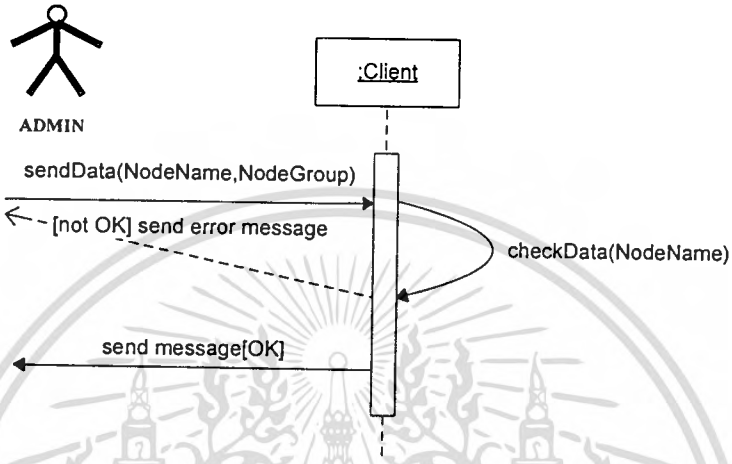 :Client
ADMIN
sendData(NodeName,NodeGroup)
[not OK] send error message
checkData(NodeName)
send message[OK]